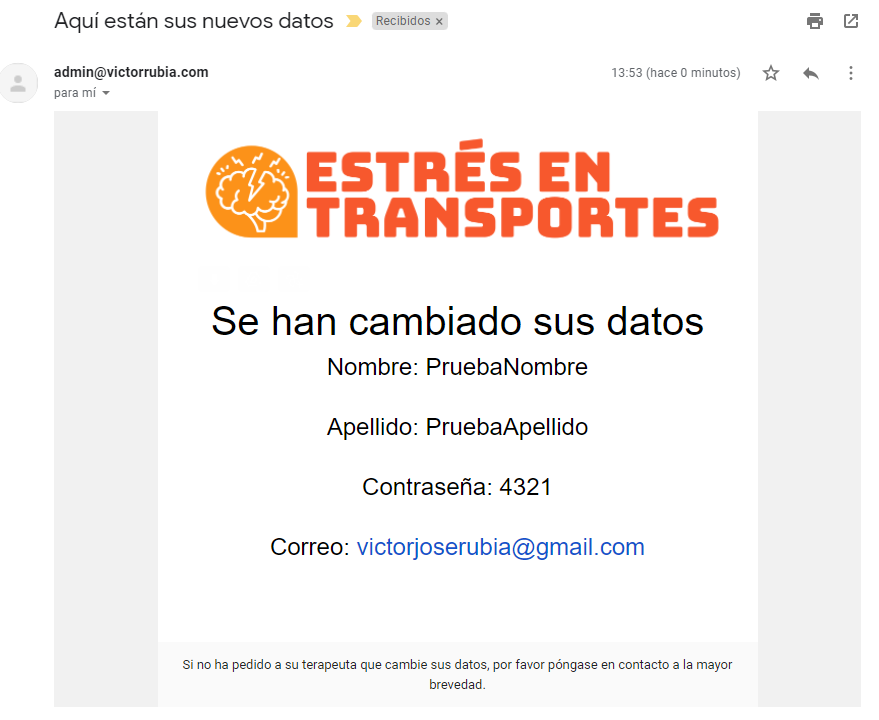 Aquí están sus nuevos datos
Recibidos ×
admin@victorrubia.com
13:53 (hace 0 minutos)
para mí
ESTRÉS EN
TRANSPORTES
Se han cambiado sus datos
Nombre: PruebaNombre
Apellido: PruebaApellido
Contraseña: 4321
Correo: victorjoserubia@gmail.com
Si no ha pedido a su terapeuta que cambie sus datos, por favor póngase en contacto a la mayor
brevedad.